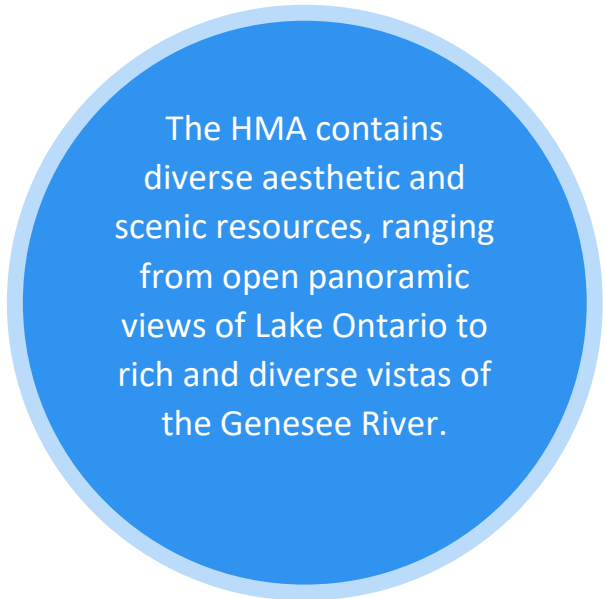 The HMA contains
diverse aesthetic and
scenic resources, ranging
from open panoramic
views of Lake Ontario to
rich and diverse vistas of
the Genesee River.